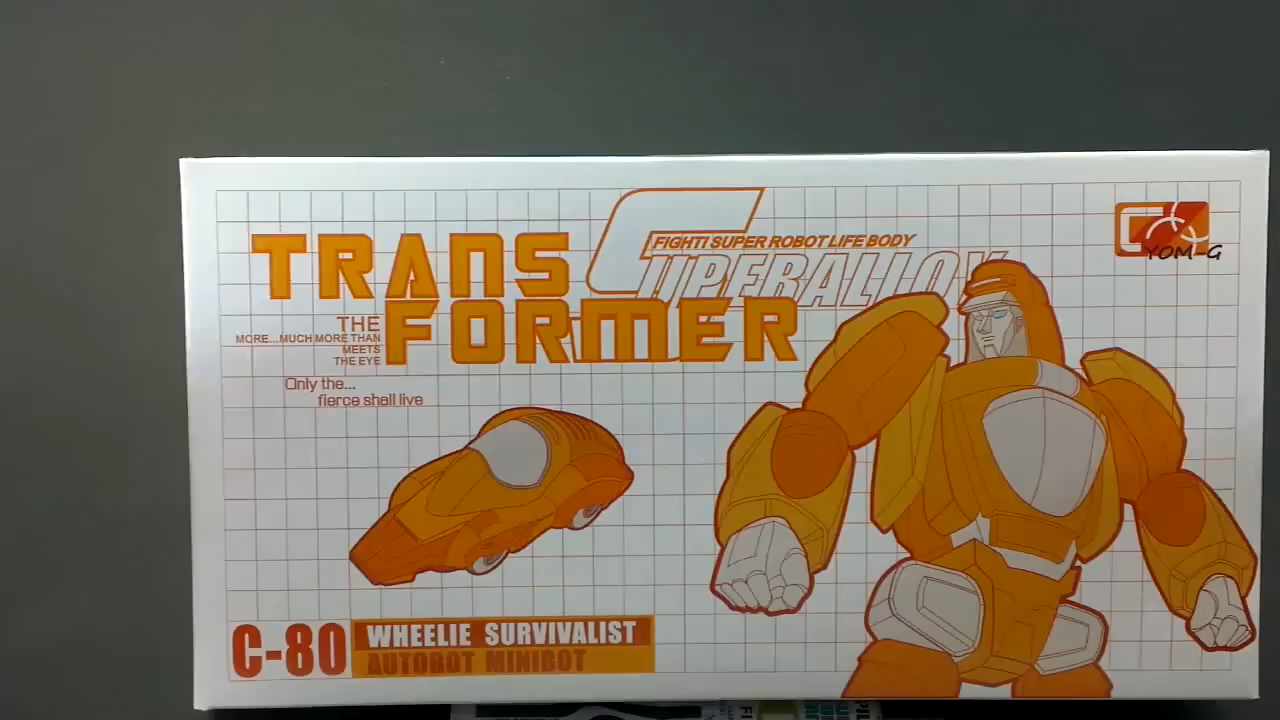 TRANS
FORMER
FIGHT! SUPER ROBOT LIFE BODY
CUPERALLOY
YOM-G
THE
MORE...MUCH MORE THAN
MEETS
THE EYE
Only the...
fierce shall live
C-80
WHEELIE SURVIVALIST
AUTOBOT MINIBOT